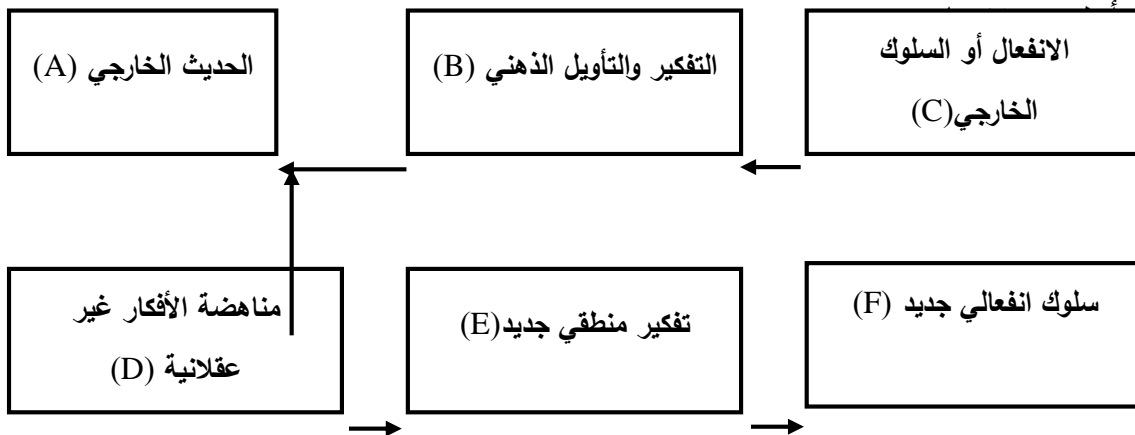 الانفعال أو السلوك
الخارجي(C)
التفكير والتأويل الذهني (B)
الحديث الخارجي (A)
سلوك انفعالي جديد (F)
تفكير منطقي جديد(E)
مناهضة الأفكار غير
عقلانية (D)